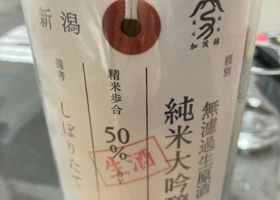 加茂錦
種別
無濾過生原酒
純米大吟醸
精米歩合
50%
生酒
新潟
備考
しぼりたて